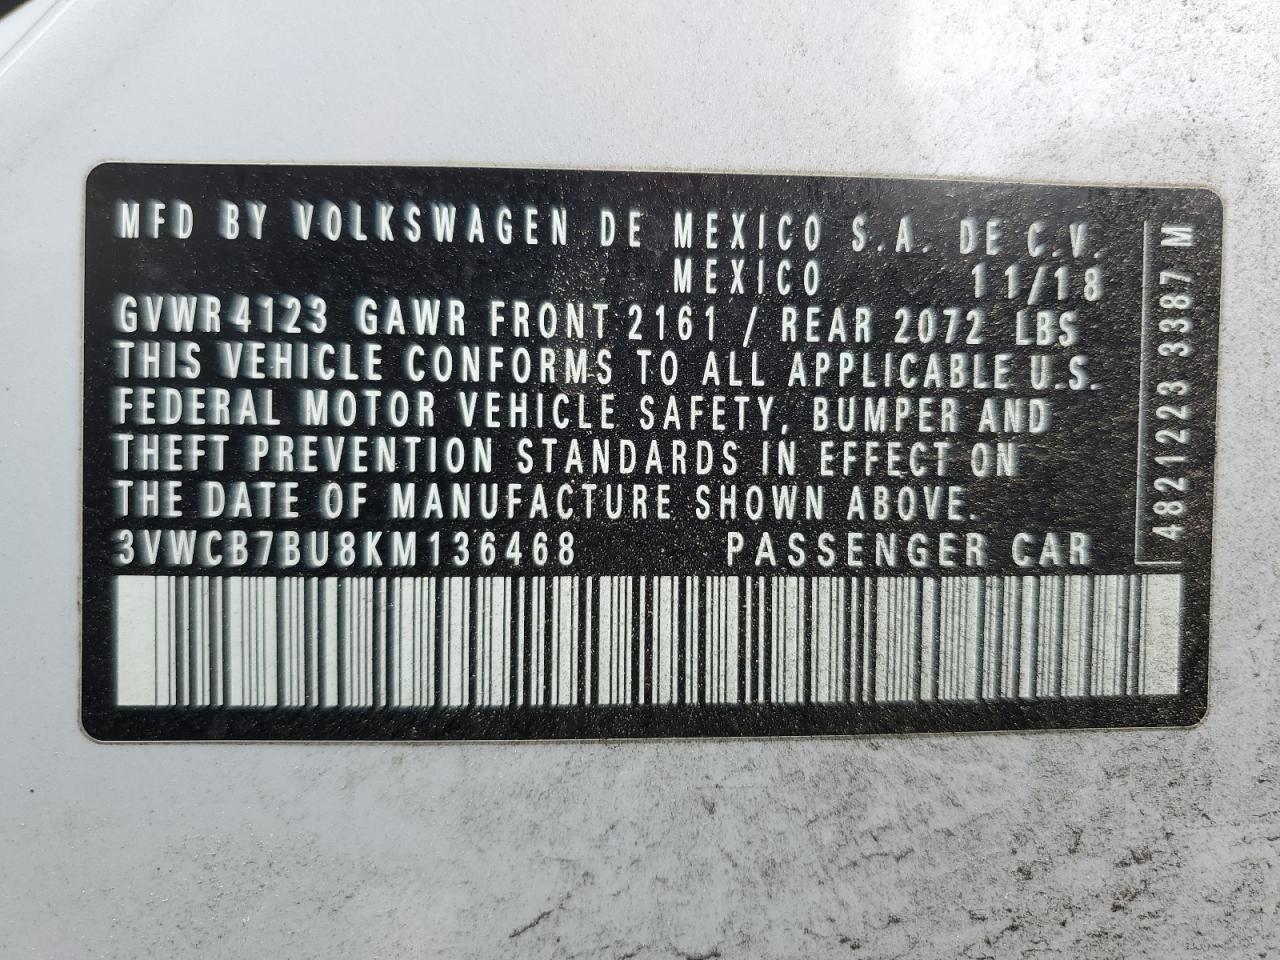 MFD BY VOLKSWAGEN DE MEXICO S.A. DE C.V.
MEXICO 11/18
GVWR 4123 GAWR FRONT 2161 / REAR 2072 LBS
THIS VEHICLE CONFORMS TO ALL APPLICABLE U.S.
FEDERAL MOTOR VEHICLE SAFETY, BUMPER AND
THEFT PREVENTION STANDARDS IN EFFECT ON
THE DATE OF MANUFACTURE SHOWN ABOVE.
3VWCB7BU8KM136468 PASSENGER CAR
4821223 3387 M